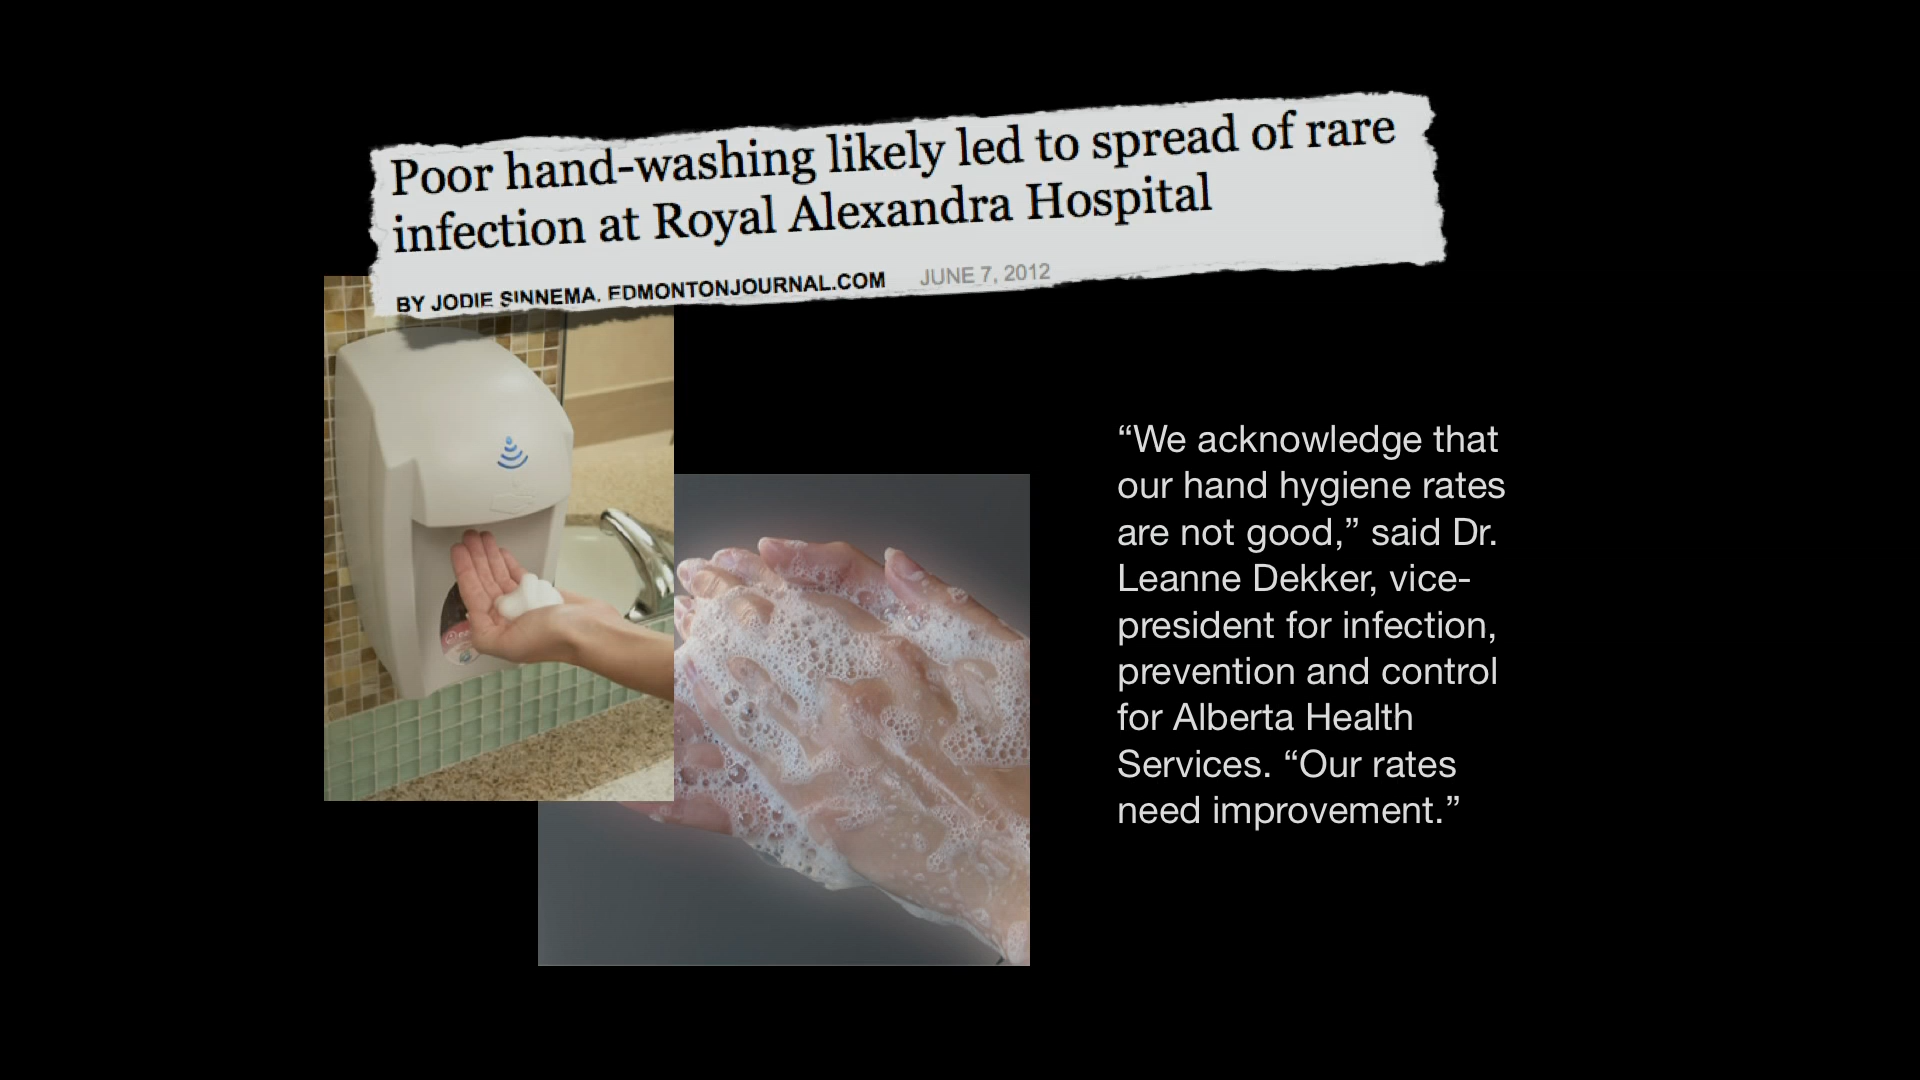 Poor hand-washing likely led to spread of rare
infection at Royal Alexandra Hospital
BY JODIE SINNEMA, EDMONTONJOURNAL.COM JUNE 7, 2012
“We acknowledge that
our hand hygiene rates
are not good,” said Dr.
Leanne Dekker, vice-
president for infection,
prevention and control
for Alberta Health
Services. “Our rates
need improvement.”